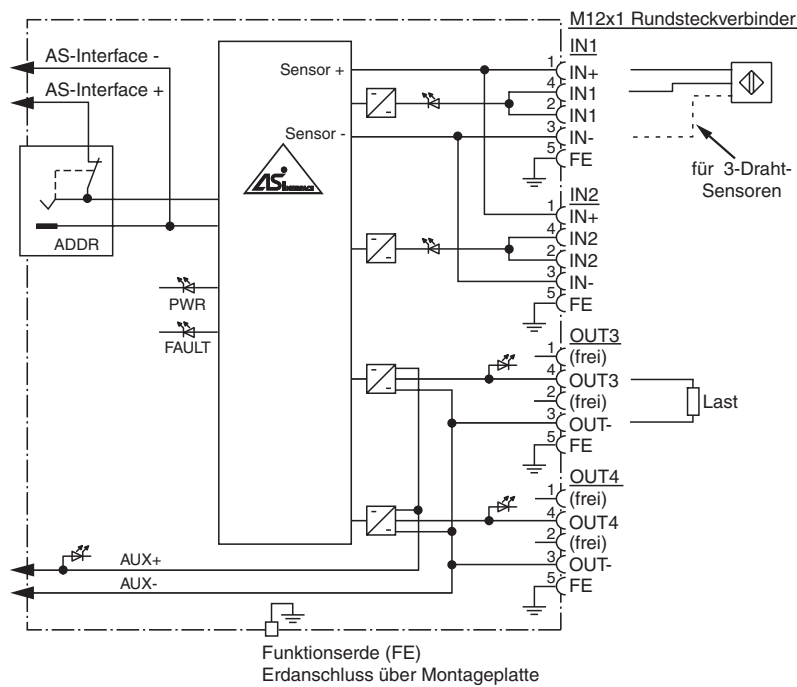 M12x1 Rundsteckverbinder
AS-Interface -
AS-Interface +
ADDR
PWR
FAULT
Sensor +
Sensor -
ASi
INTERFACE
IN1
1 IN+
4 IN1
2 IN1
3 IN-
5 FE
für 3-Draht-
Sensoren
IN2
1 IN+
4 IN2
2 IN2
3 IN-
5 FE
OUT3
1 (frei)
4 OUT3
2 (frei)
3 OUT-
5 FE
Last
OUT4
1 (frei)
4 OUT4
2 (frei)
3 OUT-
5 FE
AUX+
AUX-
Funktionserde (FE)
Erdanschluss über Montageplatte